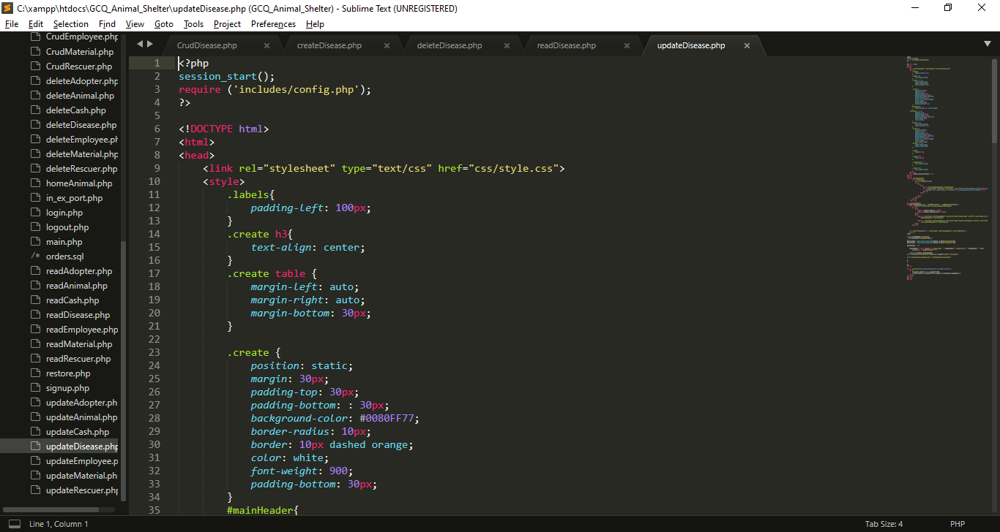 C:\xampp\htdocs\GCQ_Animal_Shelter\updateDisease.php (GCQ_Animal_Shelter) - Sublime Text (UNREGISTERED)
File Edit Selection Find View Goto Tools Project Preferences Help
CrudEmployee.php
CrudMaterial.php
CrudRescuer.php
deleteAdopter.php
deleteAnimal.php
deleteCash.php
deleteDisease.php
deleteEmployee.ph
deleteMaterial.php
deleteRescuer.php
homeAnimal.php
in_ex_port.php
login.php
logout.php
main.php
/* orders.sql
readAdopter.php
readAnimal.php
readCash.php
readDisease.php
readEmployee.php
readMaterial.php
readRescuer.php
restore.php
signup.php
updateAdopter.ph
updateAnimal.php
updateCash.php
updateDisease.php
updateEmployee.p
updateMaterial.ph
updateRescuer.php
CrudDisease.php × createDisease.php × deleteDisease.php × readDisease.php × updateDisease.php ×
1 <?php
2 session_start();
3 require ('includes/config.php');
4 ?>
5
6 <!DOCTYPE html>
7 <html>
8 <head>
9 <link rel="stylesheet" type="text/css" href="css/style.css">
10 <style>
11 .labels{
12 padding-left: 100px;
13 }
14 .create h3{
15 text-align: center;
16 }
17 .create table {
18 margin-left: auto;
19 margin-right: auto;
20 margin-bottom: 30px;
21 }
22
23 .create {
24 position: static;
25 margin: 30px;
26 padding-top: 30px;
27 padding-bottom: : 30px;
28 background-color: #0080FF77;
29 border-radius: 10px;
30 border: 10px dashed orange;
31 color: white;
32 font-weight: 900;
33 padding-bottom: 30px;
34 }
35 #mainHeader{
Line 1, Column 1 Tab Size: 4 PHP